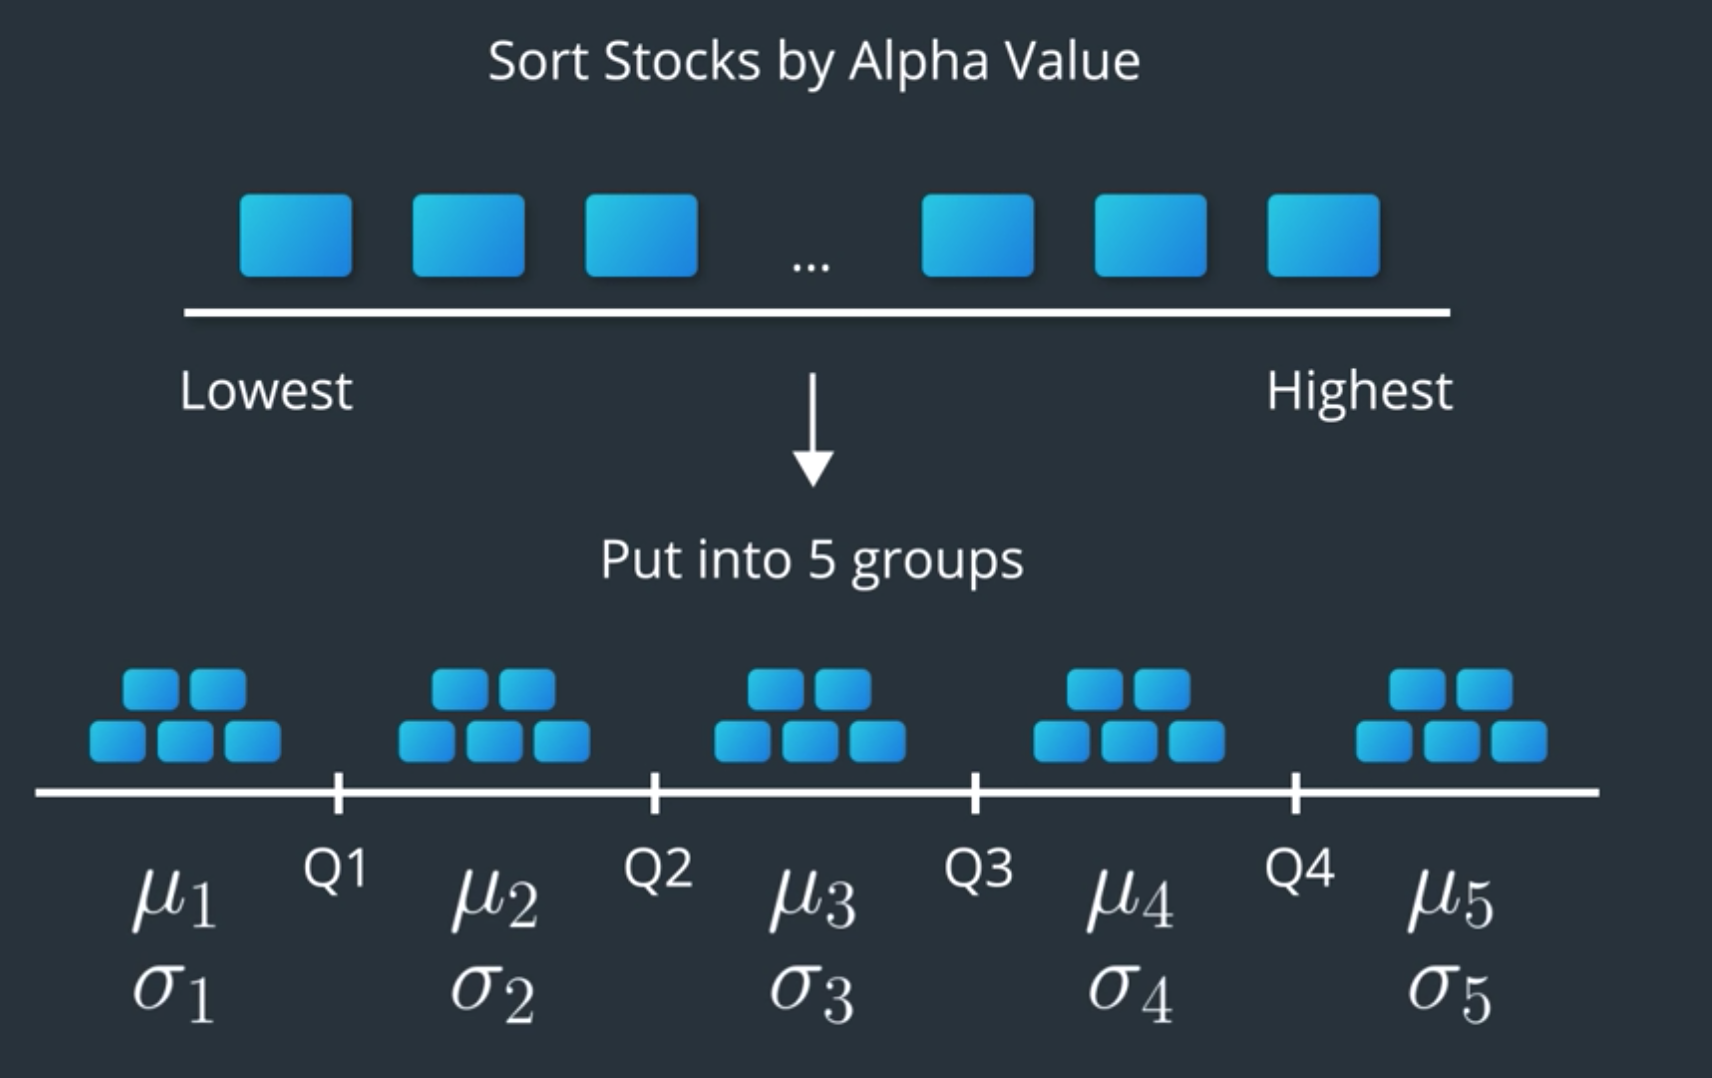 Sort Stocks by Alpha Value
...
Lowest Highest
Put into 5 groups
Q1 Q2 Q3 Q4
μ1 μ2 μ3 μ4 μ5
σ1 σ2 σ3 σ4 σ5